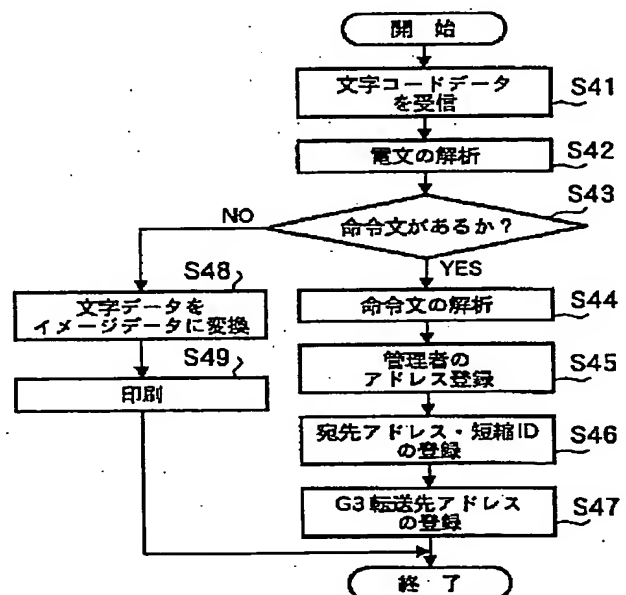 開 始
文字コードデータ
を受信
S41
電文の解析
S42
命令文があるか?
S43
NO
YES
S48
文字データを
イメージデータに変換
命令文の解析
S44
S49
印刷
管理者の
アドレス登録
S45
宛先アドレス・短縮ID
の登録
S46
G3転送先アドレス
の登録
S47
終 了